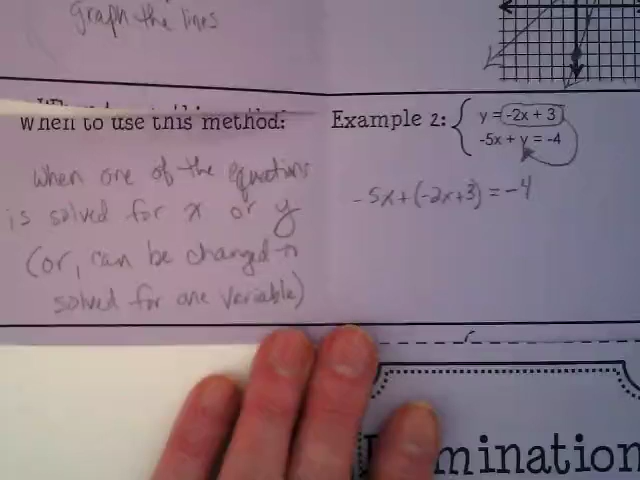 graph the lines
When to use this method:
when one of the equations
is solved for x or y
(or, can be changed to
solved for one variable)
Example 2:
y = -2x + 3
-5x + y = -4
-5x+(-2x+3) = -4
mination